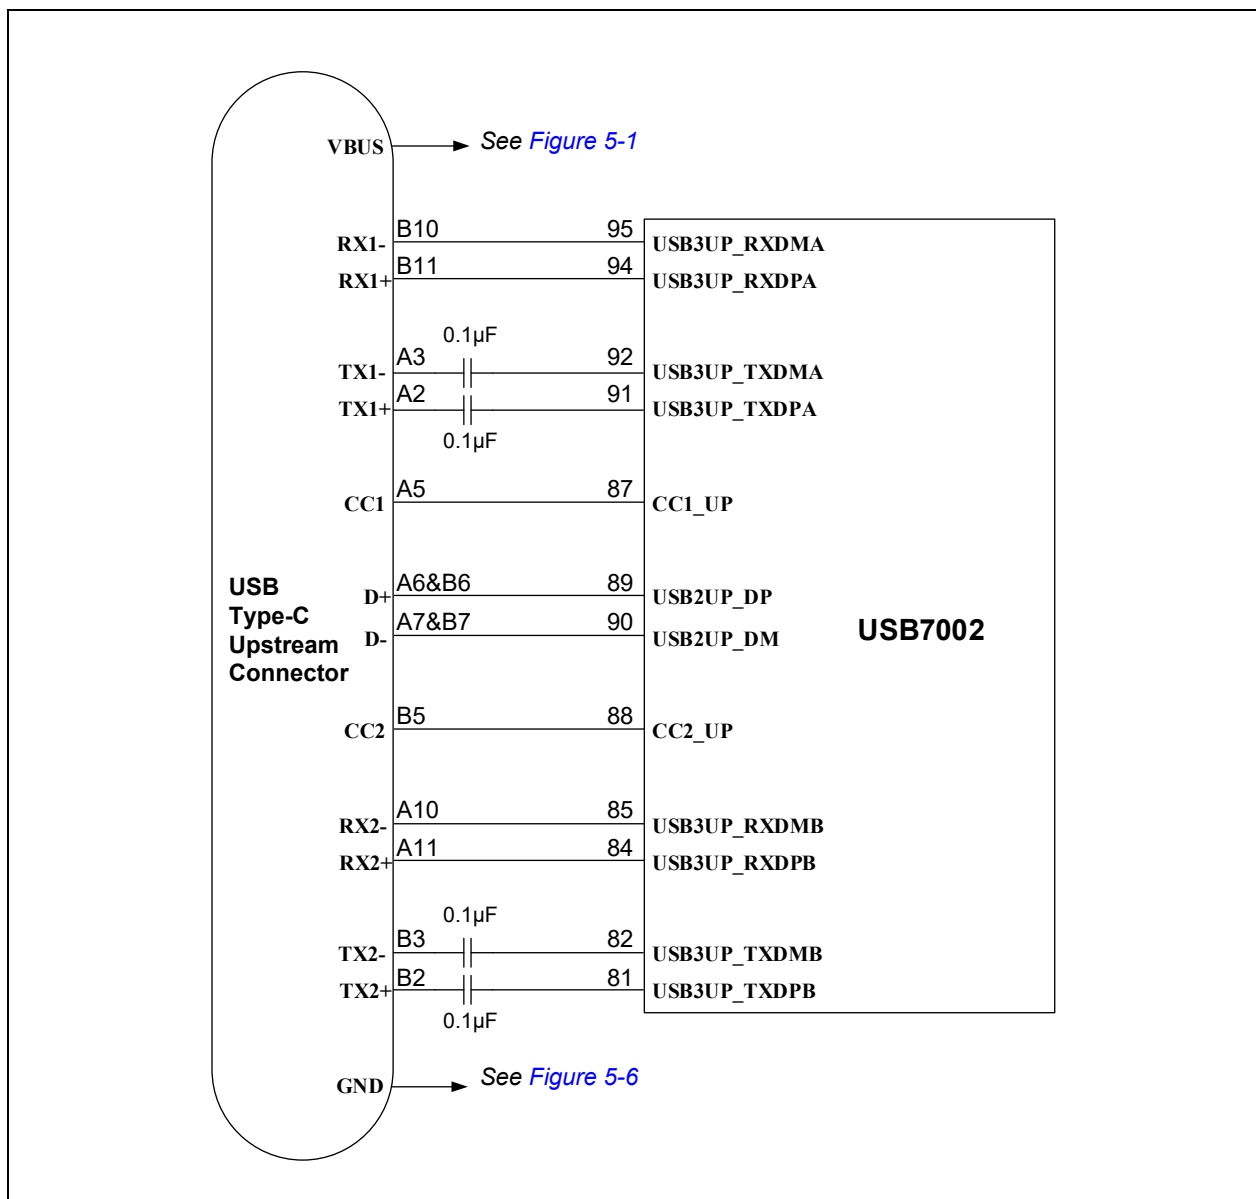 VBUS See Figure 5-1
B10 95
RX1- USB3UP_RXDMA
B11 94
RX1+ USB3UP_RXDPA
0.1µF
A3 92
TX1- USB3UP_TXDMA
A2 91
TX1+ USB3UP_TXDPA
0.1µF
A5 87
CC1 CC1_UP
A6&B6 89
D+ USB2UP_DP
A7&B7 90
D- USB2UP_DM
USB
Type-C
Upstream
Connector
USB7002
B5 88
CC2 CC2_UP
A10 85
RX2- USB3UP_RXDMB
A11 84
RX2+ USB3UP_RXDPB
0.1µF
B3 82
TX2- USB3UP_TXDMB
B2 81
TX2+ USB3UP_TXDPB
0.1µF
GND See Figure 5-6